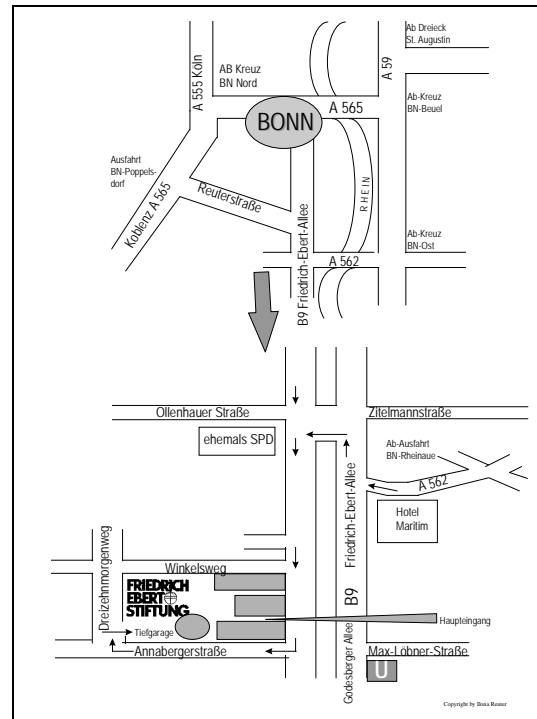 Ab Dreieck
St. Augustin
A 555 Köln
AB Kreuz
BN Nord
A 59
BONN
A 565
Ab-Kreuz
BN-Beuel
Ausfahrt
BN-Poppels-
dorf
Koblenz A 565
Reuterstraße
RHEIN
B9 Friedrich-Ebert-Allee
Ab-Kreuz
BN-Ost
A 562
Ollenhauer Straße
Zitelmannstraße
ehemals SPD
Ab-Ausfahrt
BN-Rheinaue
A 562
Friedrich-Ebert-Allee
Hotel
Maritim
Dreizehnmorgenweg
Winkelsweg
FRIEDRICH
EBERT
STIFTUNG
B9
Haupteingang
Tiefgarage
Godesberger Allee
Annabergerstraße
Max-Löbner-Straße
U
Copyright by Ilona Reuter